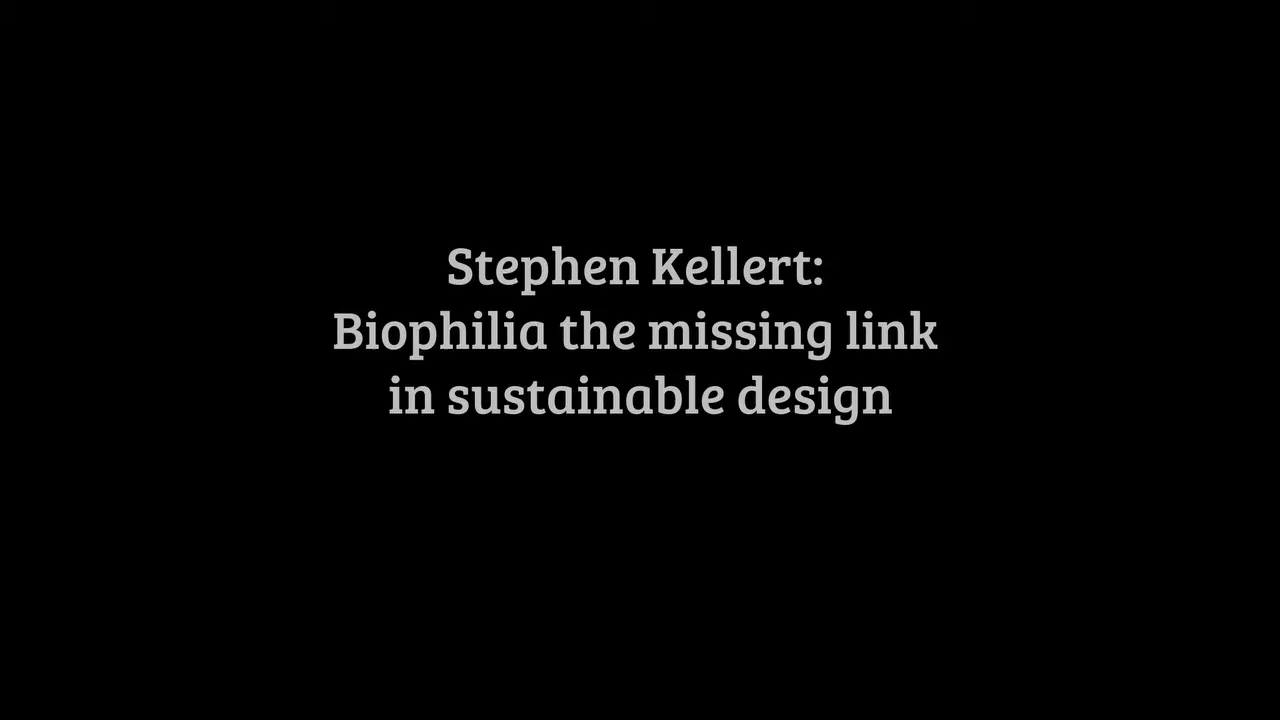 Stephen Kellert:
Biophilia the missing link
in sustainable design